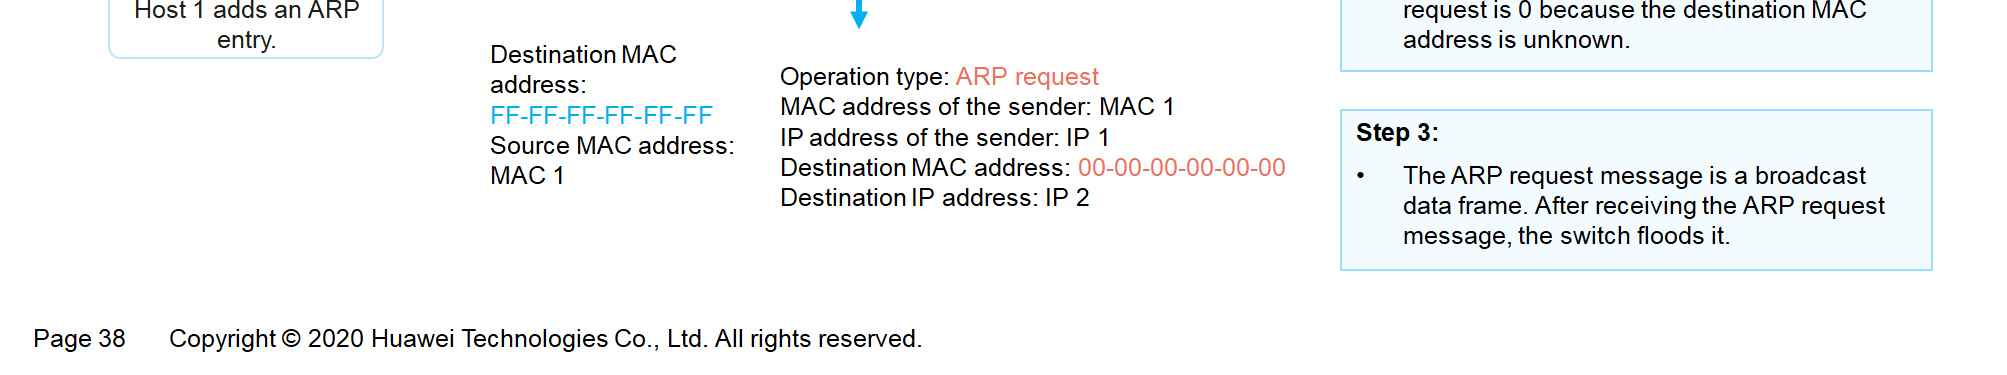 Host 1 adds an ARP
entry.
Destination MAC
address:
FF-FF-FF-FF-FF-FF
Source MAC address:
MAC 1
Operation type: ARP request
MAC address of the sender: MAC 1
IP address of the sender: IP 1
Destination MAC address: 00-00-00-00-00-00
Destination IP address: IP 2
request is 0 because the destination MAC
address is unknown.
Step 3:
• The ARP request message is a broadcast
data frame. After receiving the ARP request
message, the switch floods it.
Page 38 Copyright © 2020 Huawei Technologies Co., Ltd. All rights reserved.